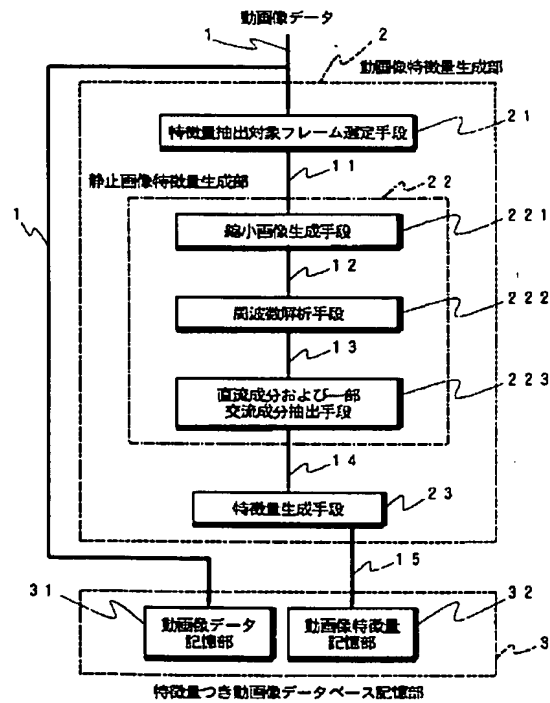 動画像データ
1
2
動画像特徴量生成部
特徴量抽出対象フレーム選定手段
21
11
静止画像特徴量生成部
22
1
縮小画像生成手段
221
12
周波数解析手段
222
13
直流成分および一部
交流成分抽出手段
223
14
特徴量生成手段
23
15
31
32
動画像データ
記憶部
動画像特徴量
記憶部
3
特徴量つき動画像データベース記憶部